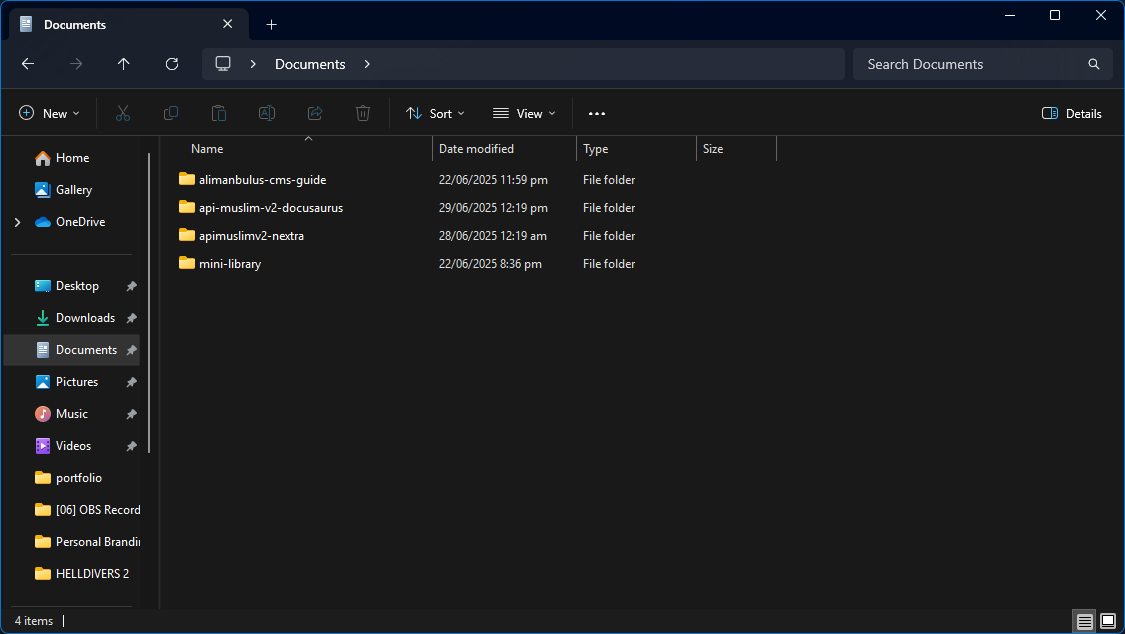 Documents
Documents
Search Documents
New
Sort
View
Details
Name Date modified Type Size
alimanbulus-cms-guide 22/06/2025 11:59 pm File folder
api-muslim-v2-docusaurus 29/06/2025 12:19 pm File folder
apimuslimv2-nextra 28/06/2025 12:19 am File folder
mini-library 22/06/2025 8:36 pm File folder
Home
Gallery
OneDrive
Desktop
Downloads
Documents
Pictures
Music
Videos
portfolio
[06] OBS Record
Personal Brandin
HELLDIVERS 2
4 items